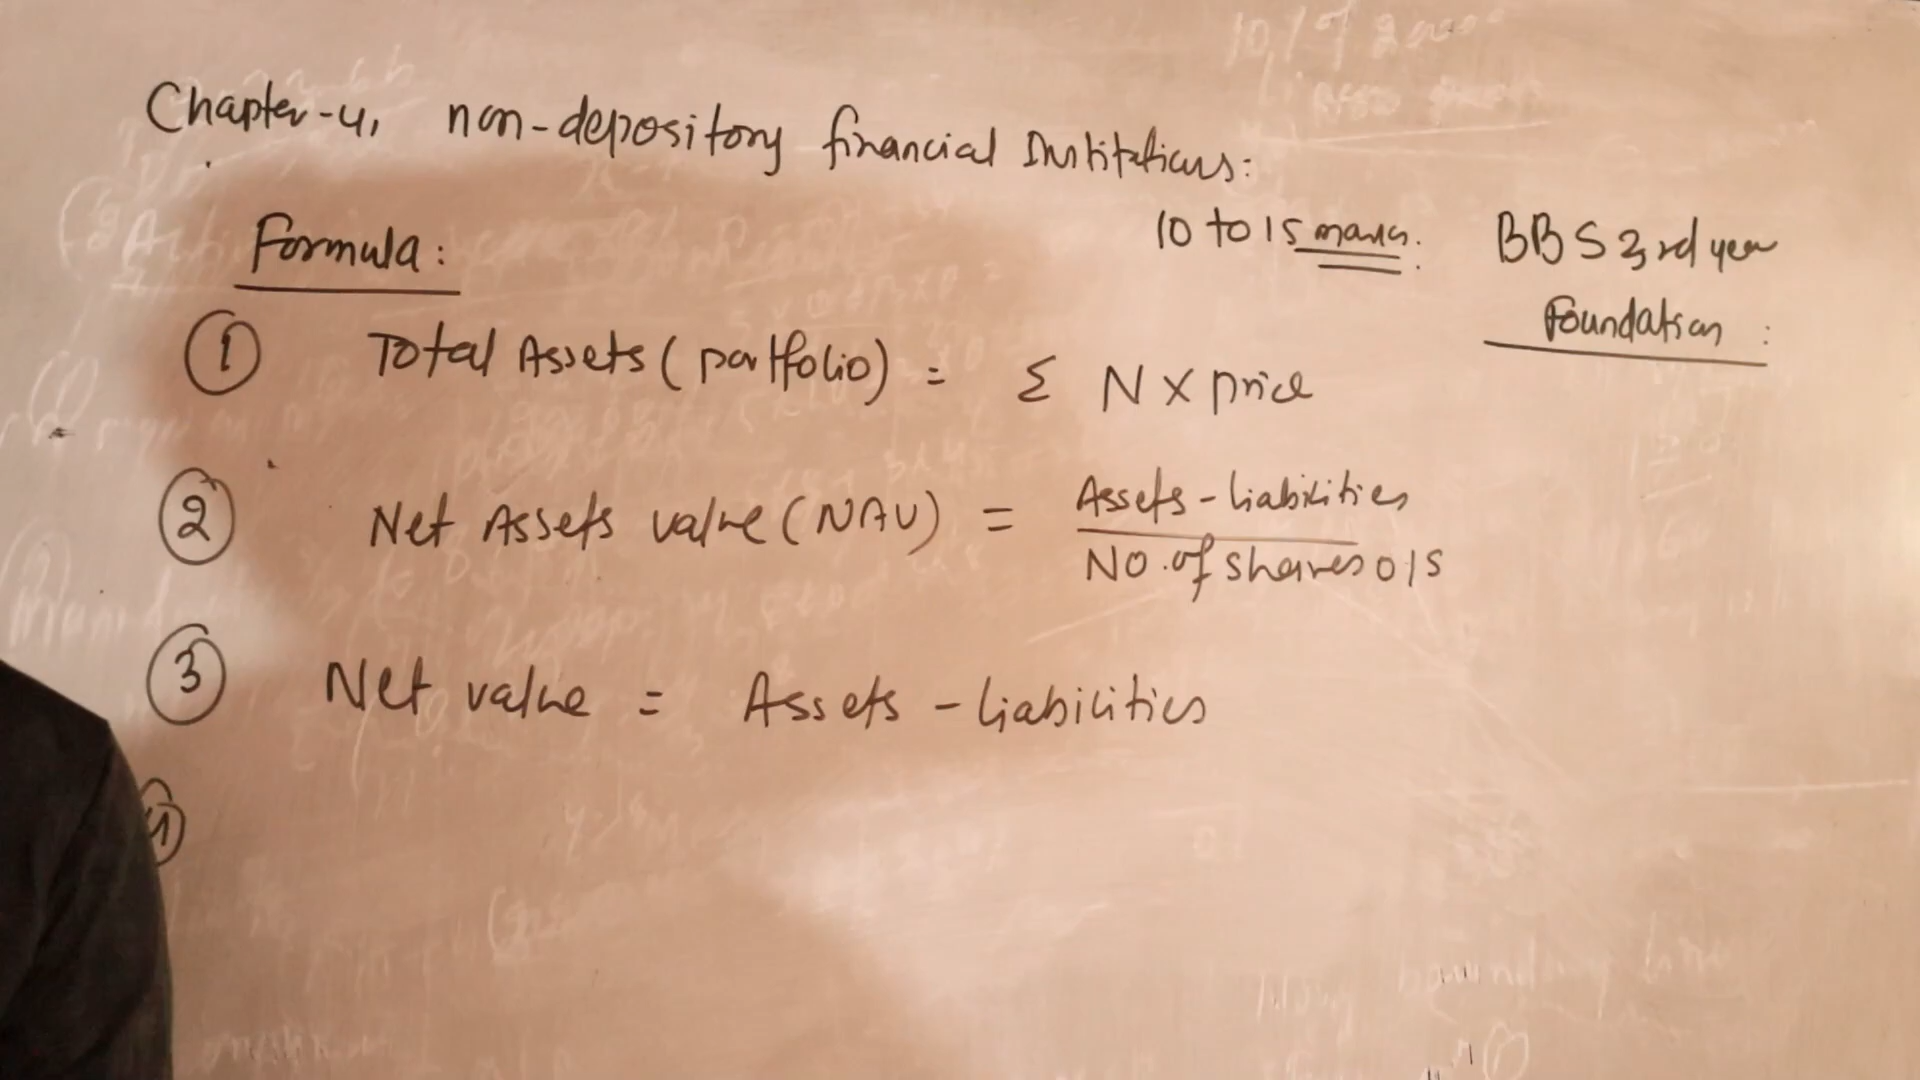 Chapter-4, non-depository financial Institutions:
10 to 15 marks. BBS 3rd year
Foundation :
Formula :
① Total Assets (portfolio) = Σ N x price
② Net Assets value (NAV) = Assets - liabilities
No. of shares o/s
③ Net value = Assets - liabilities
④